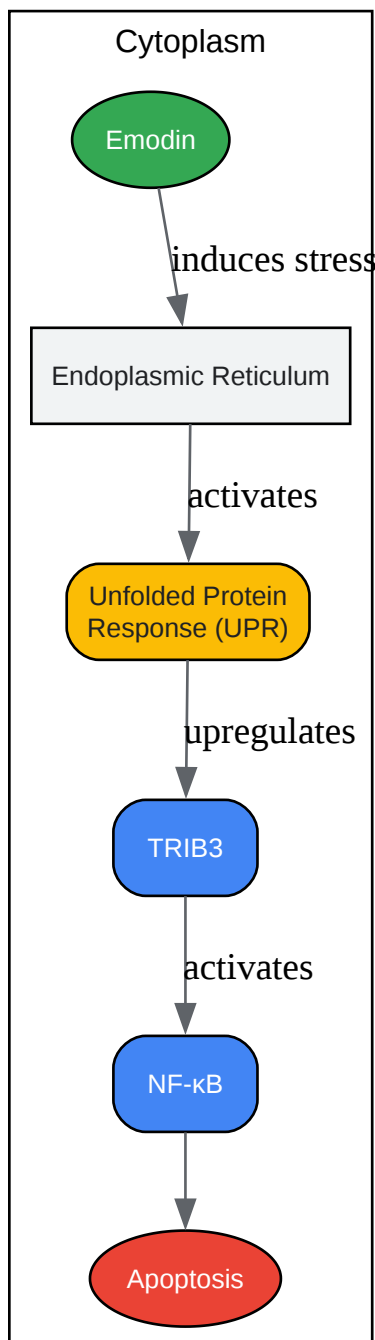 Cytoplasm
Emodin
induces stress
Endoplasmic Reticulum
activates
Unfolded Protein
Response (UPR)
upregulates
TRIB3
activates
NF-κB
Apoptosis